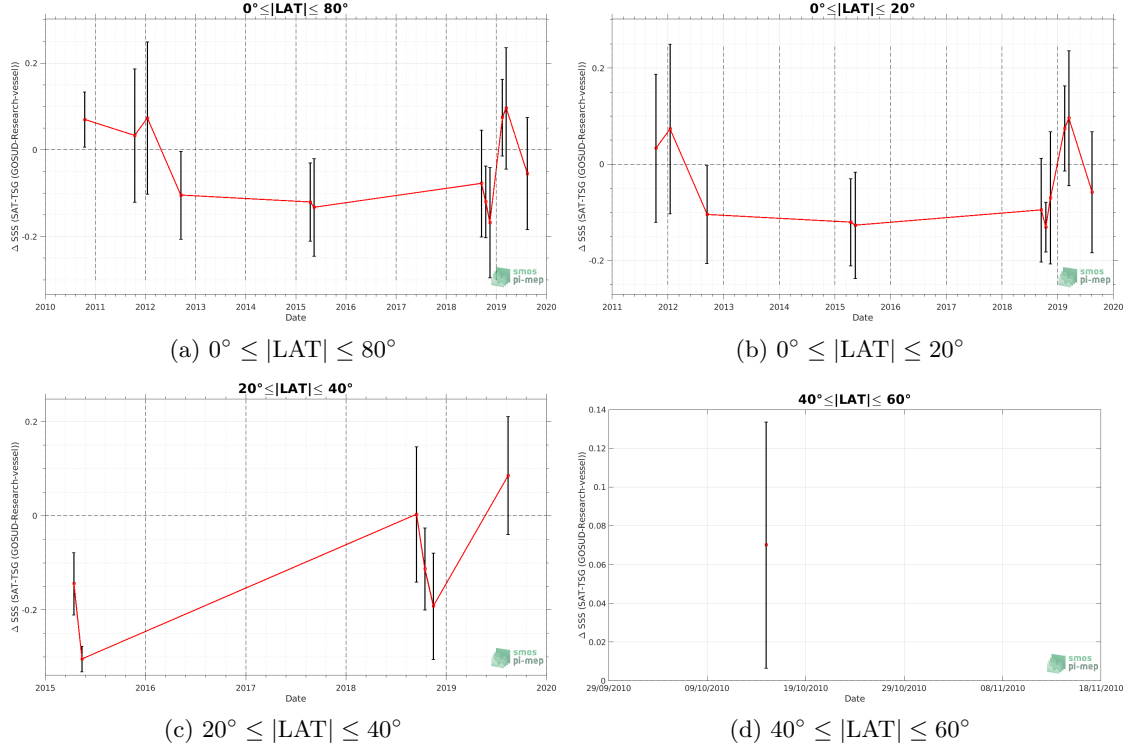 0°≤|LAT|≤ 80°
Δ SSS (SAT-TSG (GOSUD-Research-vessel))
0.2
0
-0.2
2010 2011 2012 2013 2014 2015 2016 2017 2018 2019 2020
Date
smos
pi-mep
(a) 0° ≤ |LAT| ≤ 80°
0°≤|LAT|≤ 20°
Δ SSS (SAT-TSG (GOSUD-Research-vessel))
0.2
0
-0.2
2011 2012 2013 2014 2015 2016 2017 2018 2019 2020
Date
smos
pi-mep
(b) 0° ≤ |LAT| ≤ 20°
20°≤|LAT|≤ 40°
Δ SSS (SAT-TSG (GOSUD-Research-vessel))
0.2
0
-0.2
2015 2016 2017 2018 2019 2020
Date
smos
pi-mep
(c) 20° ≤ |LAT| ≤ 40°
40°≤|LAT|≤ 60°
Δ SSS (SAT-TSG (GOSUD-Research-vessel))
0.14
0.12
0.1
0.08
0.06
0.04
0.02
0
29/09/2010 09/10/2010 19/10/2010 29/10/2010 08/11/2010 18/11/2010
Date
smos
pi-mep
(d) 40° ≤ |LAT| ≤ 60°